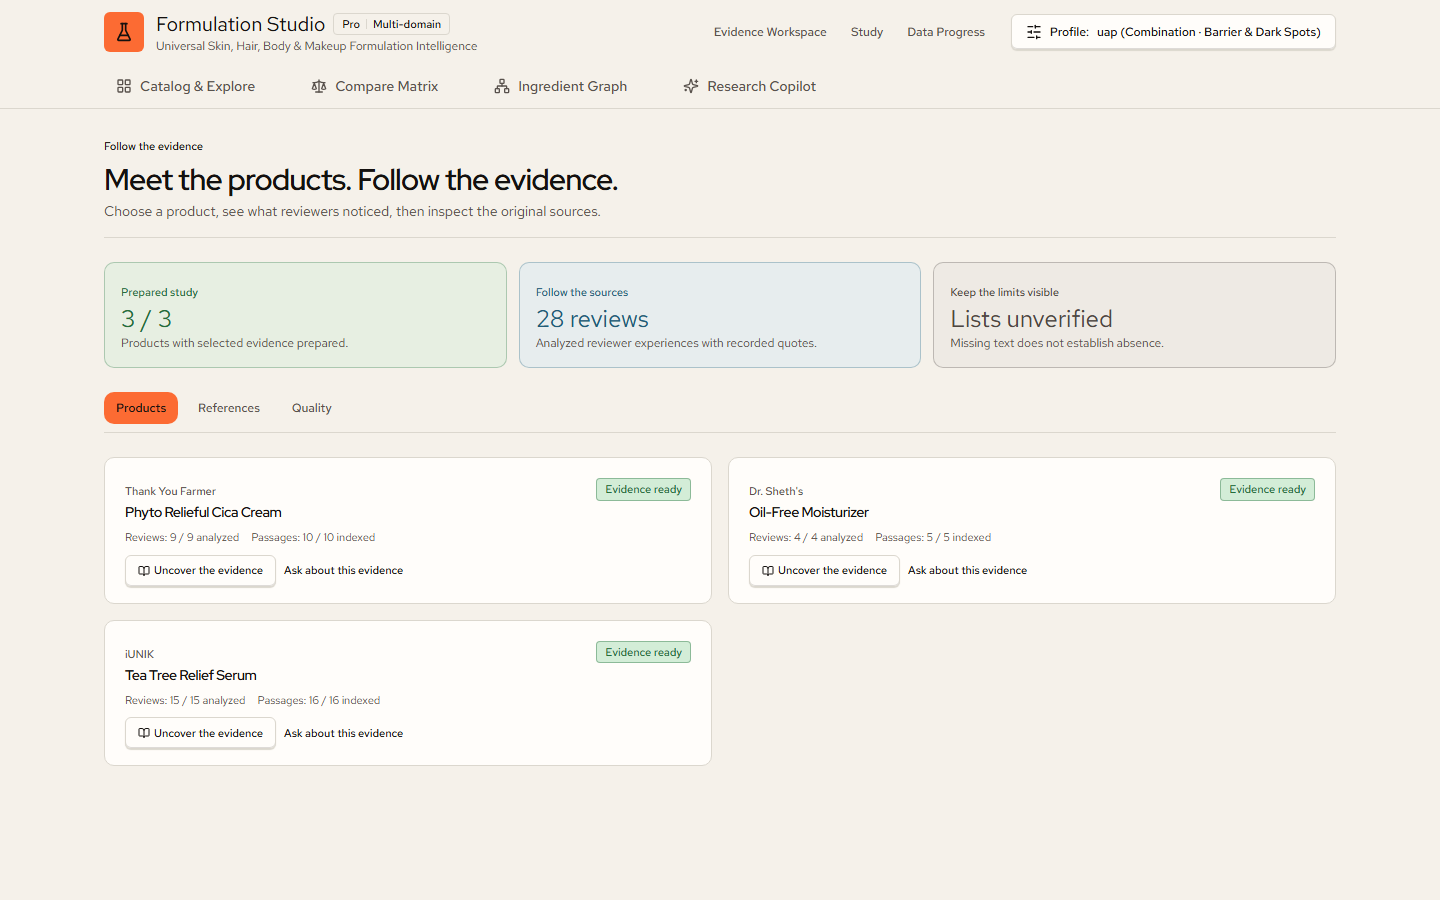 Formulation Studio Pro Multi-domain
Universal Skin, Hair, Body & Makeup Formulation Intelligence
Evidence Workspace Study Data Progress Profile: uap (Combination · Barrier & Dark Spots)
Catalog & Explore Compare Matrix Ingredient Graph Research Copilot
Follow the evidence
Meet the products. Follow the evidence.
Choose a product, see what reviewers noticed, then inspect the original sources.
Prepared study
3 / 3
Products with selected evidence prepared.
Follow the sources
28 reviews
Analyzed reviewer experiences with recorded quotes.
Keep the limits visible
Lists unverified
Missing text does not establish absence.
Products References Quality
Thank You Farmer Evidence ready
Phyto Relieful Cica Cream
Reviews: 9 / 9 analyzed Passages: 10 / 10 indexed
Uncover the evidence Ask about this evidence
Dr. Sheth's Evidence ready
Oil-Free Moisturizer
Reviews: 4 / 4 analyzed Passages: 5 / 5 indexed
Uncover the evidence Ask about this evidence
iUNIK Evidence ready
Tea Tree Relief Serum
Reviews: 15 / 15 analyzed Passages: 16 / 16 indexed
Uncover the evidence Ask about this evidence